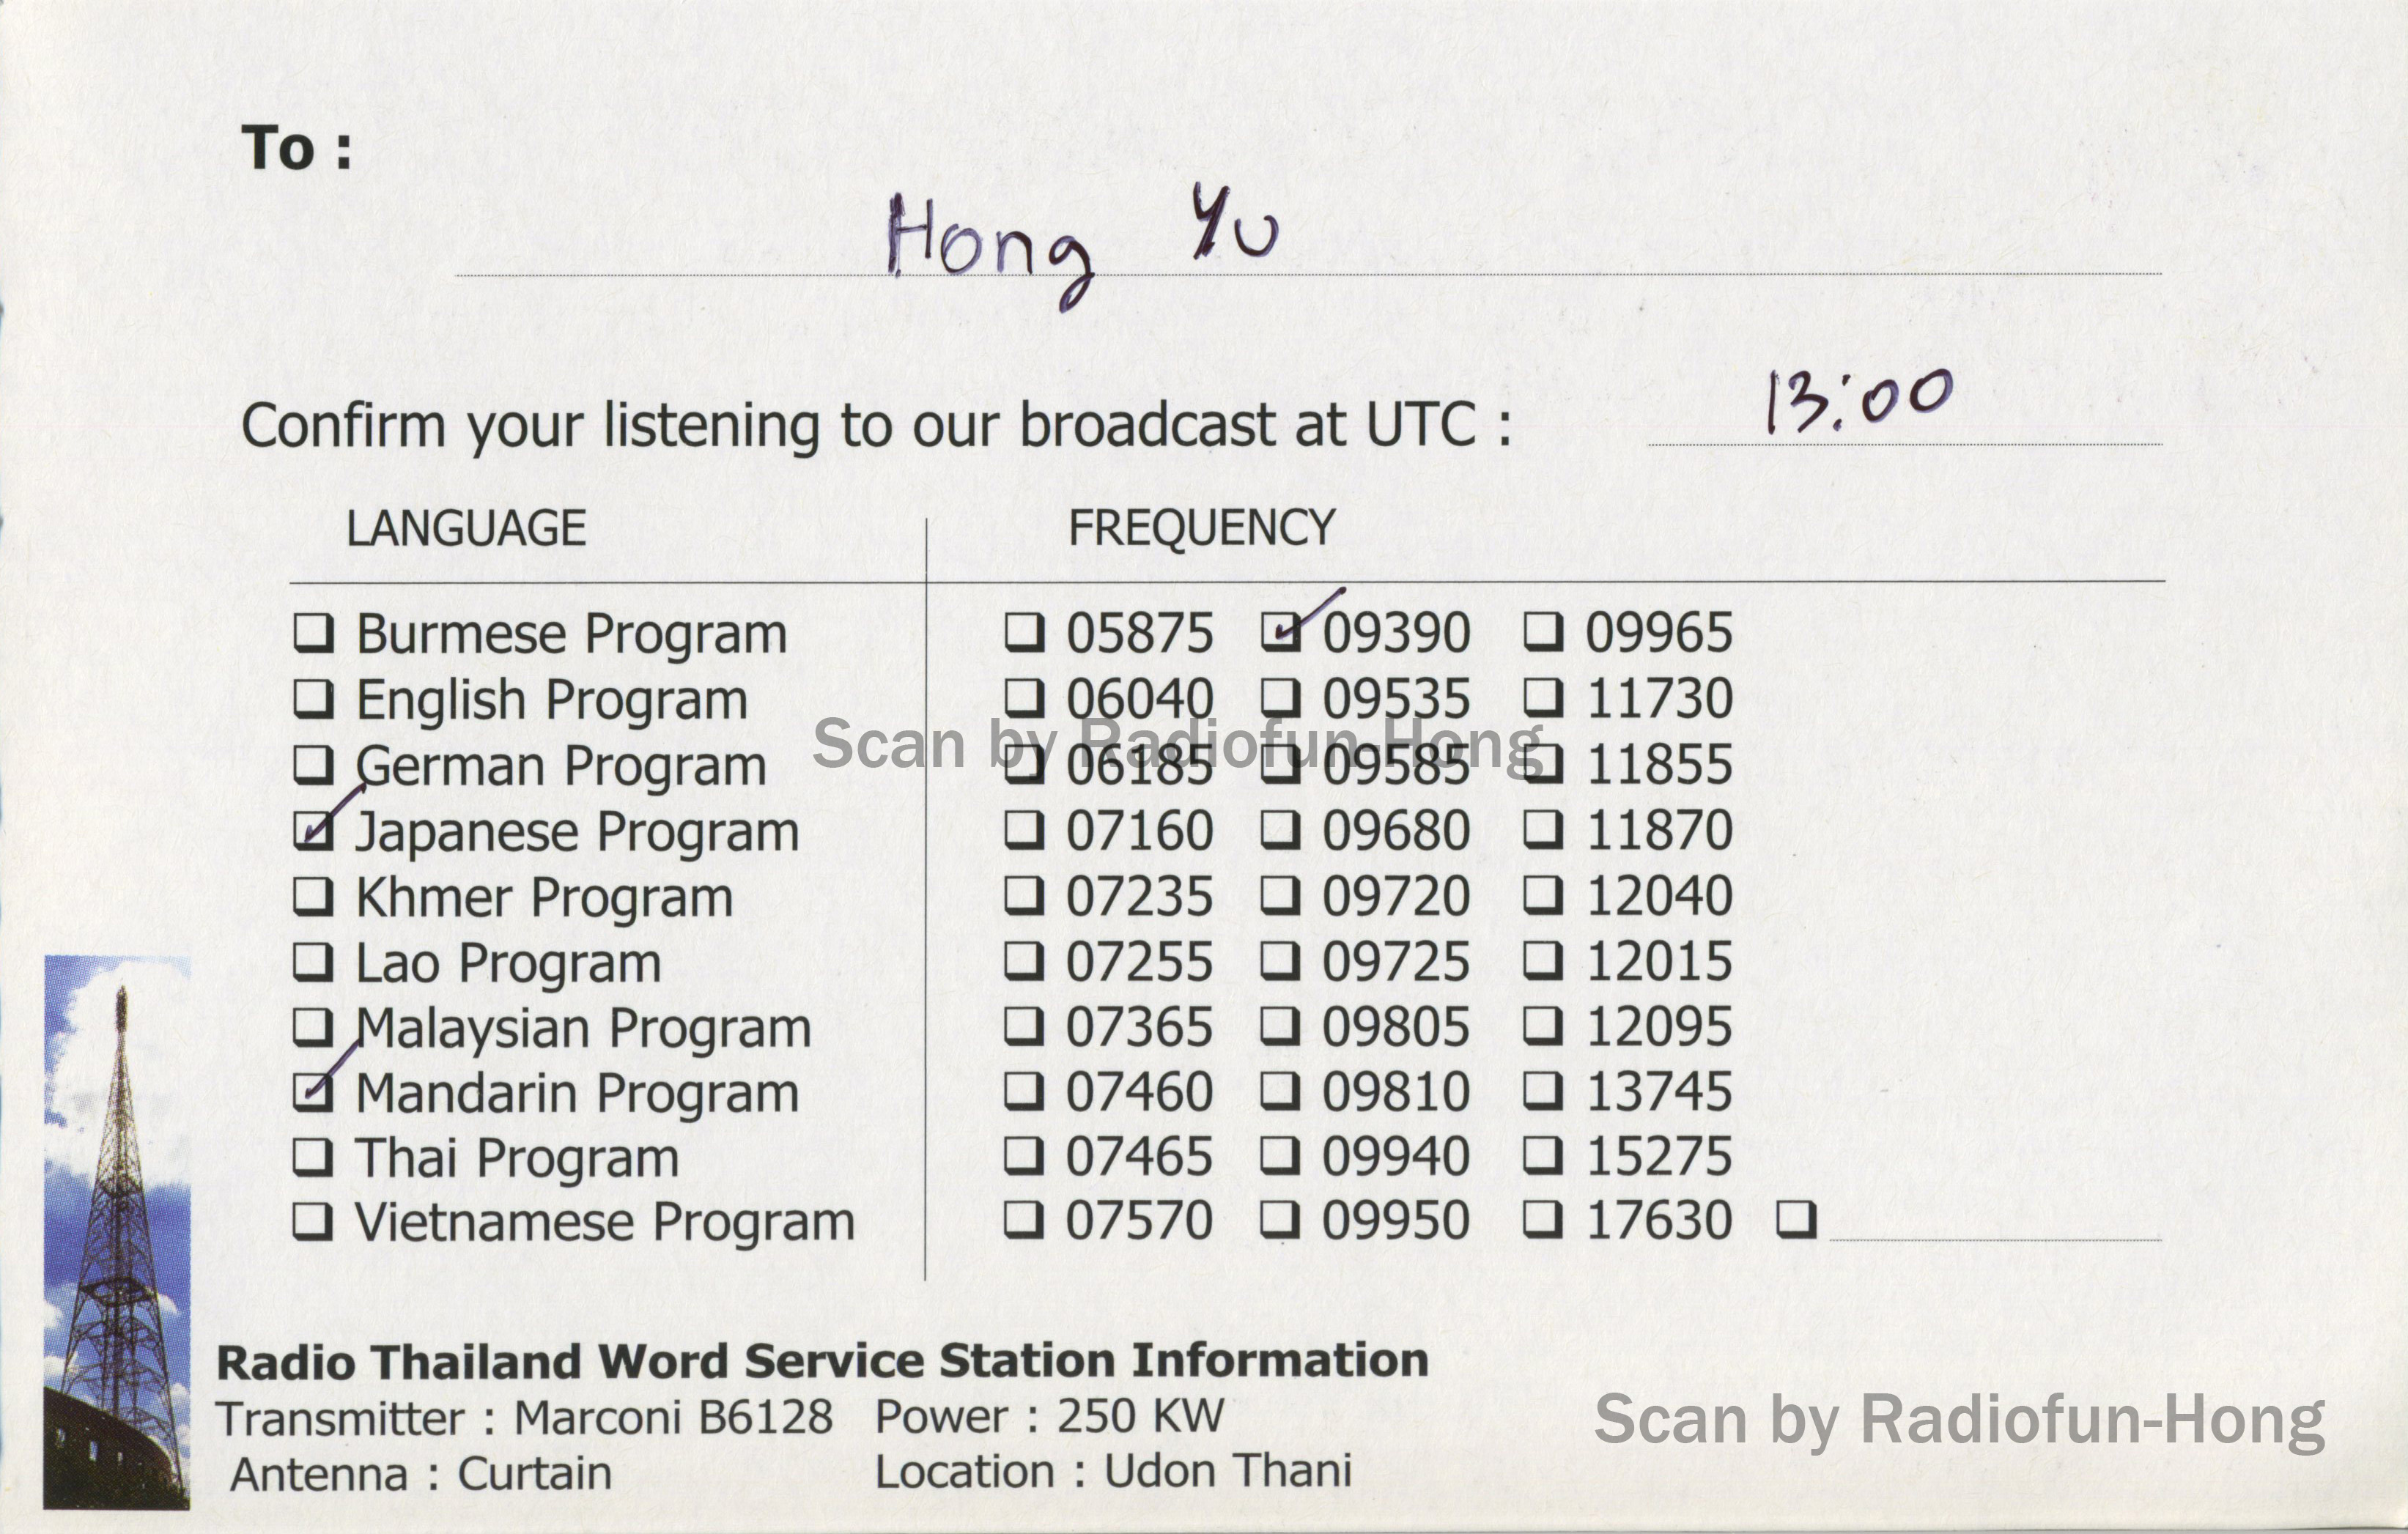 To :
Hong Yu
Confirm your listening to our broadcast at UTC : 13:00
LANGUAGE FREQUENCY
❑ Burmese Program ❑ 05875 ☑ 09390 ❑ 09965
❑ English Program ❑ 06040 ❑ 09535 ❑ 11730
Scan by Radiofun-Hong
❑ German Program ❑ 06185 ❑ 09585 ❑ 11855
☑ Japanese Program ❑ 07160 ❑ 09680 ❑ 11870
❑ Khmer Program ❑ 07235 ❑ 09720 ❑ 12040
❑ Lao Program ❑ 07255 ❑ 09725 ❑ 12015
❑ Malaysian Program ❑ 07365 ❑ 09805 ❑ 12095
☑ Mandarin Program ❑ 07460 ❑ 09810 ❑ 13745
❑ Thai Program ❑ 07465 ❑ 09940 ❑ 15275
❑ Vietnamese Program ❑ 07570 ❑ 09950 ❑ 17630 ❑
Radio Thailand Word Service Station Information
Transmitter : Marconi B6128 Power : 250 KW
Antenna : Curtain Location : Udon Thani
Scan by Radiofun-Hong